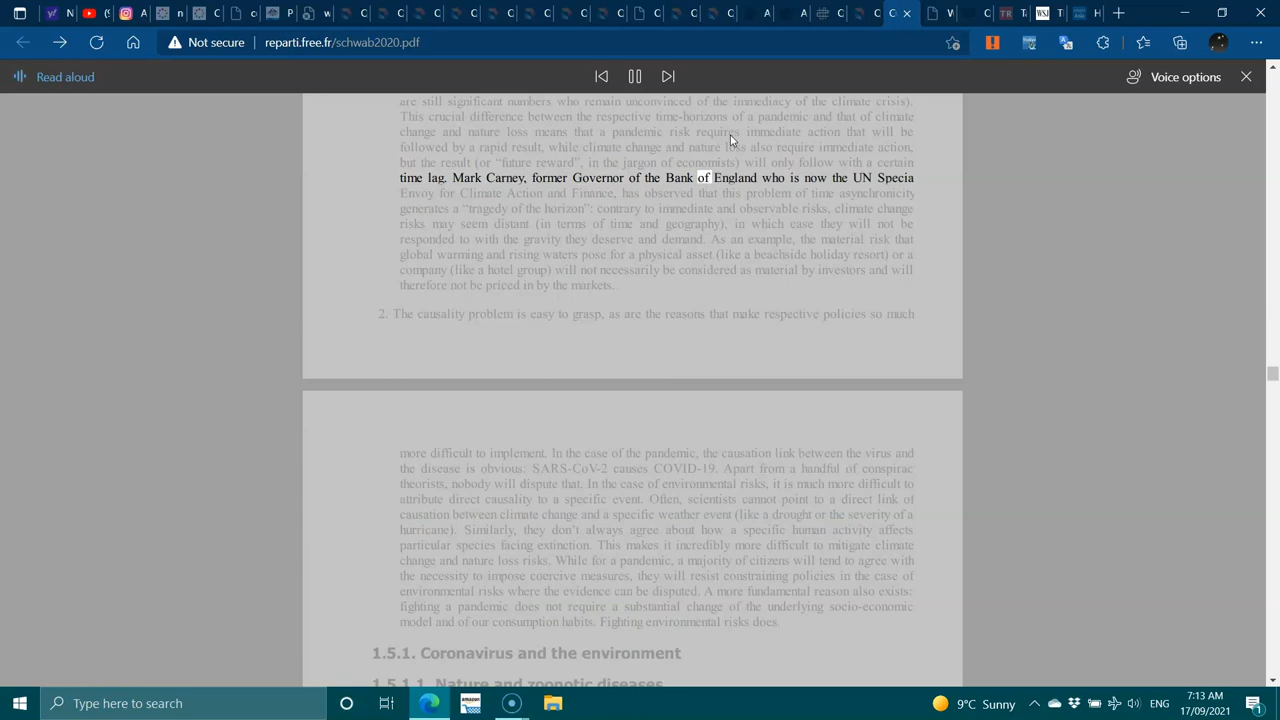 Not secure
reparti.free.fr/schwab2020.pdf
Read aloud
Voice options
are still significant numbers who remain unconvinced of the immediacy of the climate crisis).
This crucial difference between the respective time-horizons of a pandemic and that of climate
change and nature loss means that a pandemic risk requires immediate action that will be
followed by a rapid result, while climate change and nature loss also require immediate action,
but the result (or “future reward”, in the jargon of economists) will only follow with a certain
time lag. Mark Carney, former Governor of the Bank of England who is now the UN Specia
Envoy for Climate Action and Finance, has observed that this problem of time asynchronicity
generates a “tragedy of the horizon”: contrary to immediate and observable risks, climate change
risks may seem distant (in terms of time and geography), in which case they will not be
responded to with the gravity they deserve and demand. As an example, the material risk that
global warming and rising waters pose for a physical asset (like a beachside holiday resort) or a
company (like a hotel group) will not necessarily be considered as material by investors and will
therefore not be priced in by the markets.
2. The causality problem is easy to grasp, as are the reasons that make respective policies so much
more difficult to implement. In the case of the pandemic, the causation link between the virus and
the disease is obvious: SARS-CoV-2 causes COVID-19. Apart from a handful of conspirac
theorists, nobody will dispute that. In the case of environmental risks, it is much more difficult to
attribute direct causality to a specific event. Often, scientists cannot point to a direct link of
causation between climate change and a specific weather event (like a drought or the severity of a
hurricane). Similarly, they don’t always agree about how a specific human activity affects
particular species facing extinction. This makes it incredibly more difficult to mitigate climate
change and nature loss risks. While for a pandemic, a majority of citizens will tend to agree with
the necessity to impose coercive measures, they will resist constraining policies in the case of
environmental risks where the evidence can be disputed. A more fundamental reason also exists:
fighting a pandemic does not require a substantial change of the underlying socio-economic
model and of our consumption habits. Fighting environmental risks does.
1.5.1. Coronavirus and the environment
1.5.1.1. Nature and zoonotic diseases
Type here to search
amazon
9°C Sunny
ENG
7:13 AM
17/09/2021